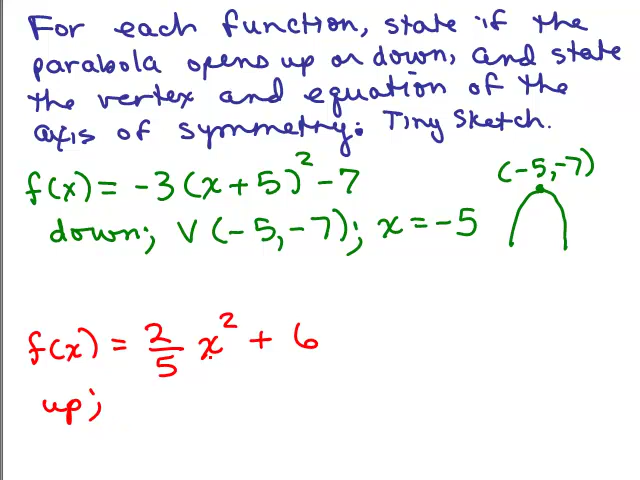 For each function, state if the
parabola opens up or down, and state
the vertex and equation of the
axis of symmetry. Tiny Sketch.
f(x) = -3(x+5)² -7
(-5,-7)
down; V(-5,-7); x = -5
f(x) = 2/5 x² + 6
up;